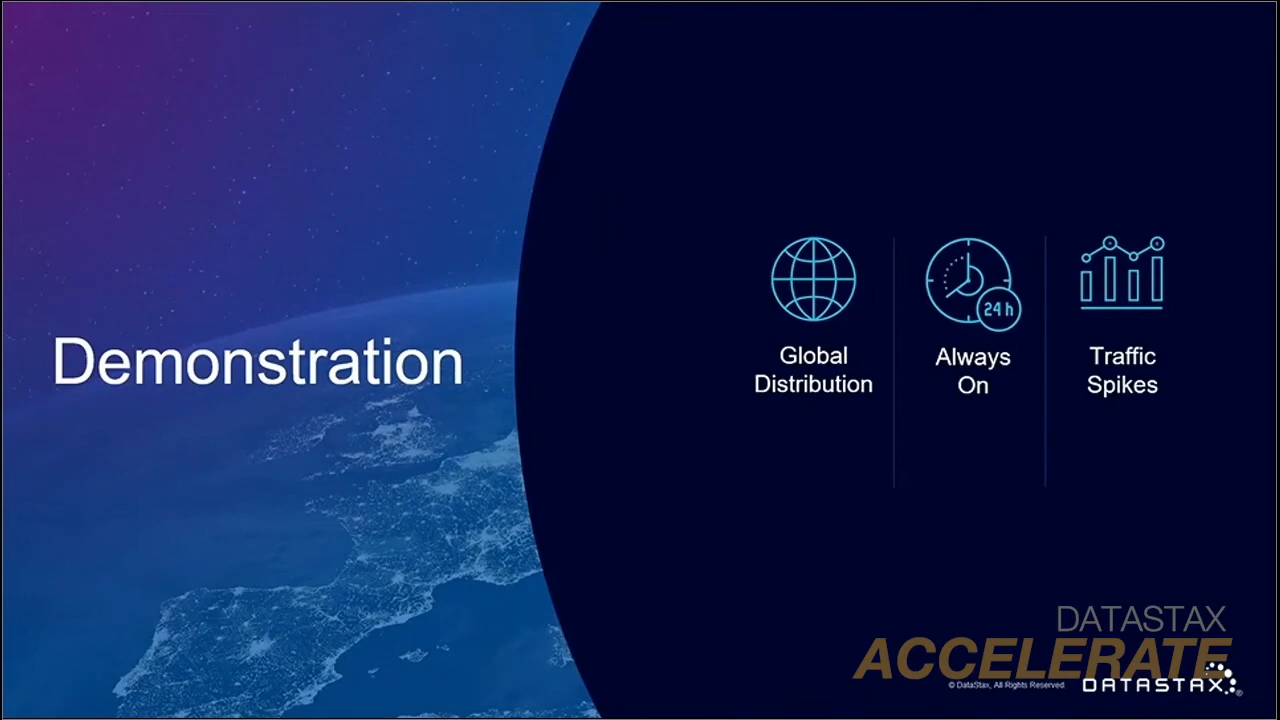 Demonstration
24 h
Global
Distribution
Always
On
Traffic
Spikes
DATASTAX
ACCELERATE
© DataStax, All Rights Reserved
DATASTAX®